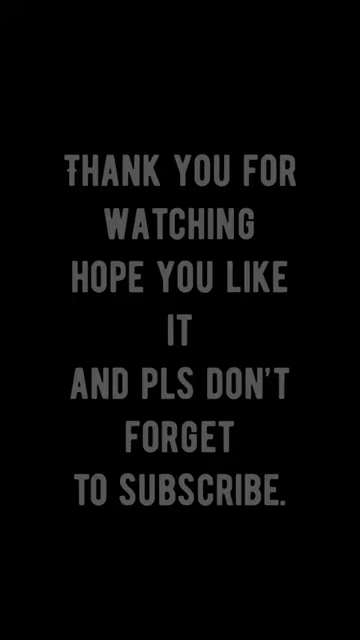 THANK YOU FOR
WATCHING
HOPE YOU LIKE
IT
AND PLS DON'T
FORGET
TO SUBSCRIBE.